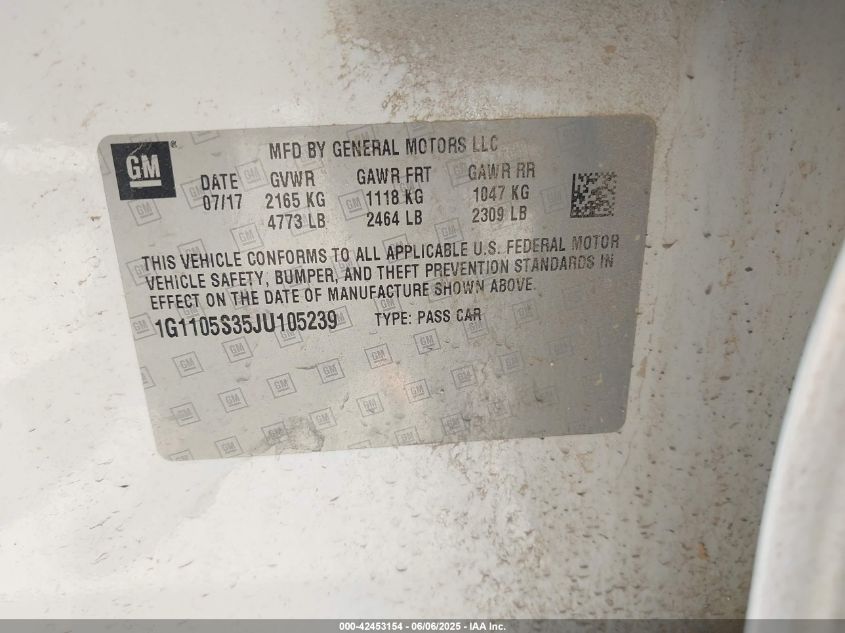 GM
MFD BY GENERAL MOTORS LLC
DATE GVWR GAWR FRT GAWR RR
07/17 2165 KG 1118 KG 1047 KG
4773 LB 2464 LB 2309 LB
THIS VEHICLE CONFORMS TO ALL APPLICABLE U.S. FEDERAL MOTOR
VEHICLE SAFETY, BUMPER, AND THEFT PREVENTION STANDARDS IN
EFFECT ON THE DATE OF MANUFACTURE SHOWN ABOVE.
1G1105S35JU105239 TYPE: PASS CAR
000-42453154 - 06/06/2025 - IAA Inc.